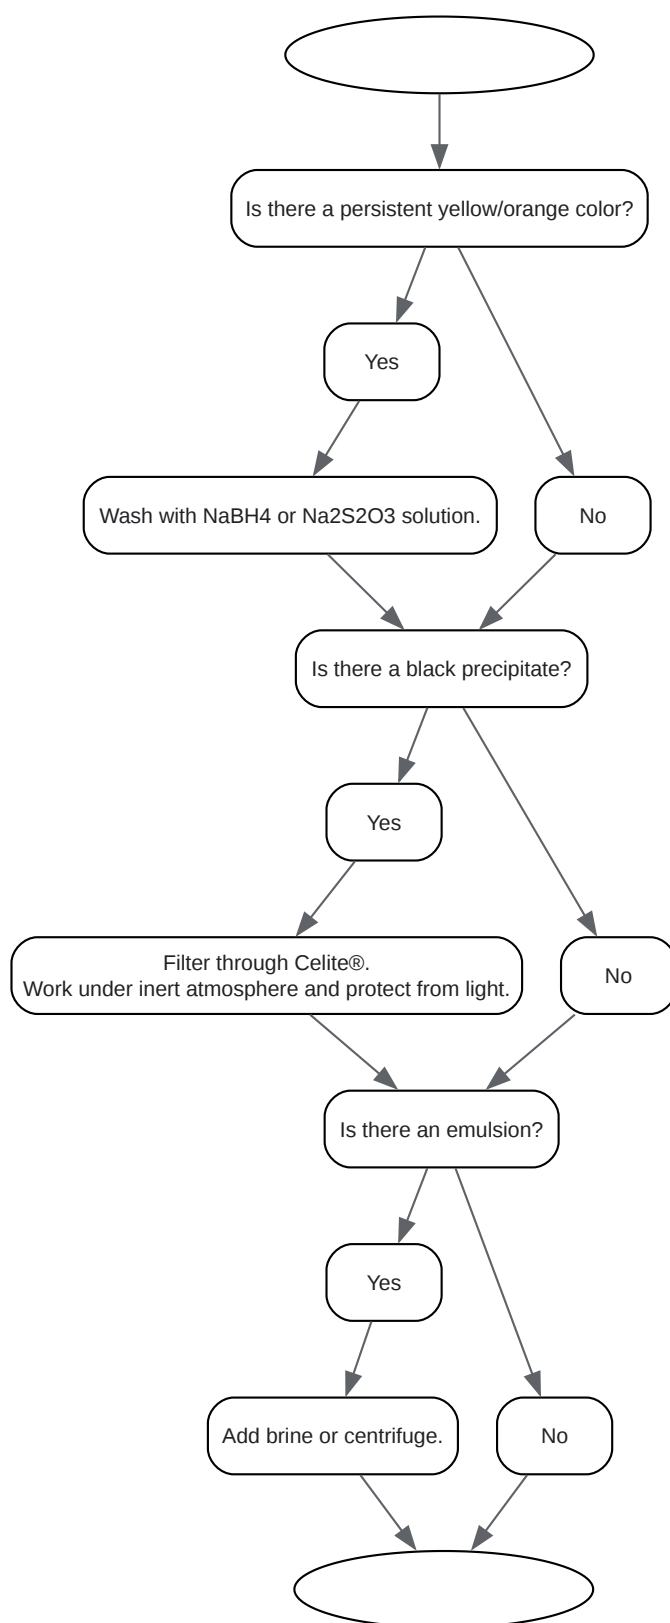 Is there a persistent yellow/orange color?
Yes
Wash with NaBH4 or Na2S2O3 solution.
No
Is there a black precipitate?
Yes
Filter through Celite®.
Work under inert atmosphere and protect from light.
No
Is there an emulsion?
Yes
Add brine or centrifuge.
No